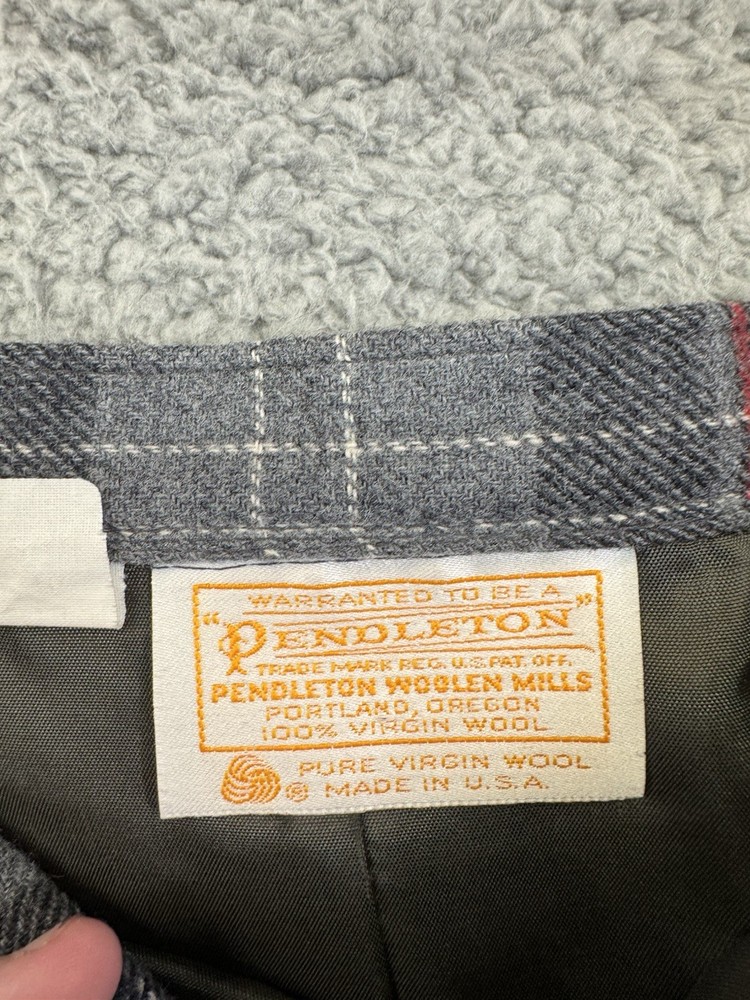 WARRANTED TO BE A
"PENDLETON"
TRADE MARK REG. U.S. PAT. OFF.
PENDLETON WOOLEN MILLS
PORTLAND, OREGON
100% VIRGIN WOOL
PURE VIRGIN WOOL
® MADE IN U.S.A.